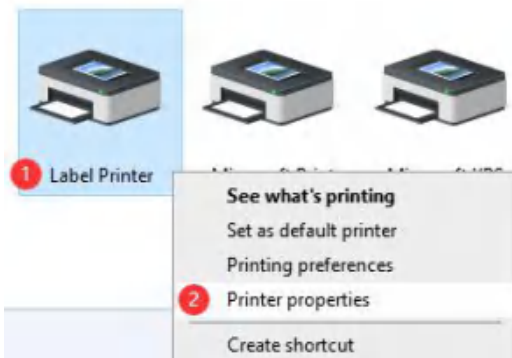 1 Label Printer
See what's printing
Set as default printer
Printing preferences
2 Printer properties
Create shortcut